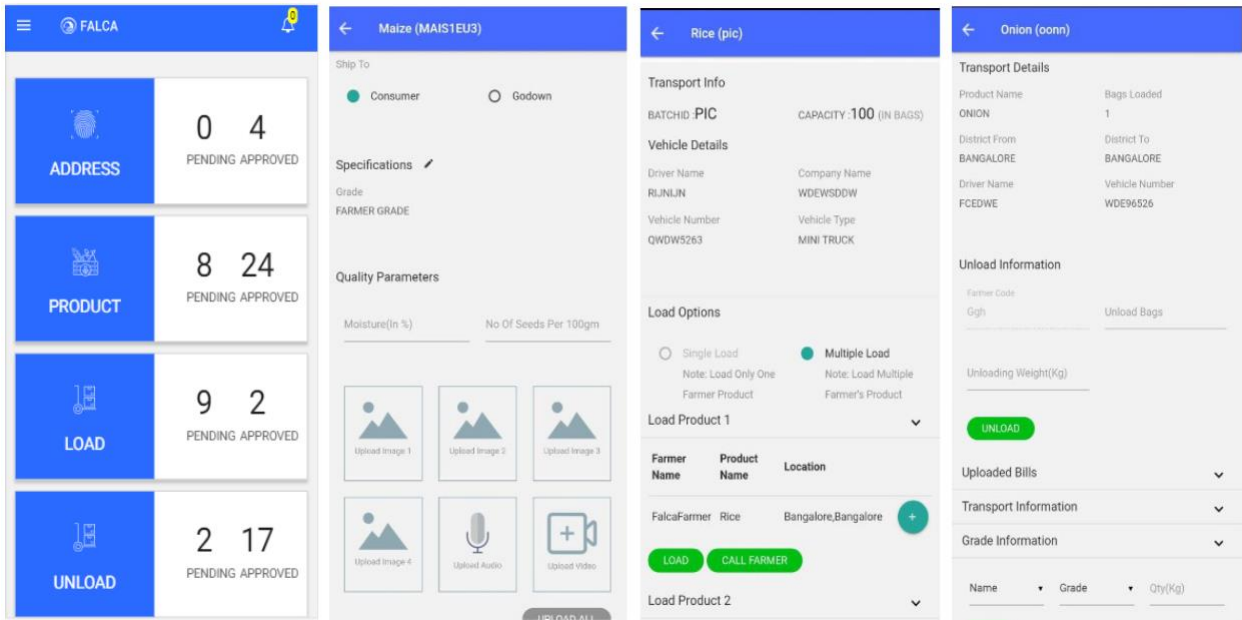 FALCA
0
0 4
PENDING APPROVED
ADDRESS
8 24
PENDING APPROVED
PRODUCT
9 2
PENDING APPROVED
LOAD
2 17
PENDING APPROVED
UNLOAD
Maize (MAIS1EU3)
Ship To
Consumer Godown
Specifications
Grade
FARMER GRADE
Quality Parameters
Moisture(In %) No Of Seeds Per 100gm
Upload Image 1 Upload Image 2 Upload Image 3
Upload Image 4 Upload Audio Upload Video
UPLOAD ALL
Rice (pic)
Transport Info
BATCHID :PIC CAPACITY :100 (IN BAGS)
Vehicle Details
Driver Name Company Name
RIJNIJN WDEWSDDW
Vehicle Number Vehicle Type
QWDW5263 MINI TRUCK
Load Options
Single Load Multiple Load
Note: Load Only One Note: Load Multiple
Farmer Product Farmer's Product
Load Product 1
Farmer Product
Name Name Location
FalcaFarmer Rice Bangalore,Bangalore +
LOAD CALL FARMER
Load Product 2
Onion (oonn)
Transport Details
Product Name Bags Loaded
ONION 1
District From District To
BANGALORE BANGALORE
Driver Name Vehicle Number
FCEDWE WDE96526
Unload Information
Farmer Code
Ggh Unload Bags
Unloading Weight(Kg)
UNLOAD
Uploaded Bills
Transport Information
Grade Information
Name Grade Qty(Kg)